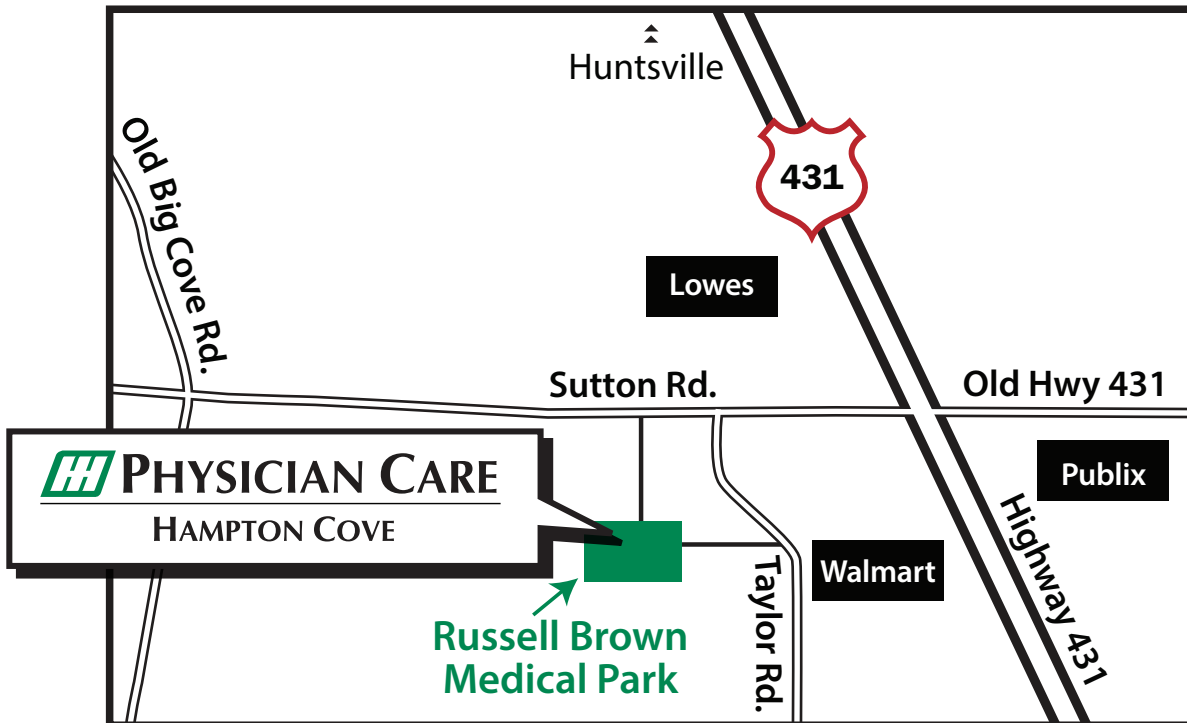 Huntsville
Old Big Cove Rd.
431
Lowes
Sutton Rd.
Old Hwy 431
PHYSICIAN CARE
HAMPTON COVE
Publix
Highway 431
Walmart
Taylor Rd.
Russell Brown
Medical Park